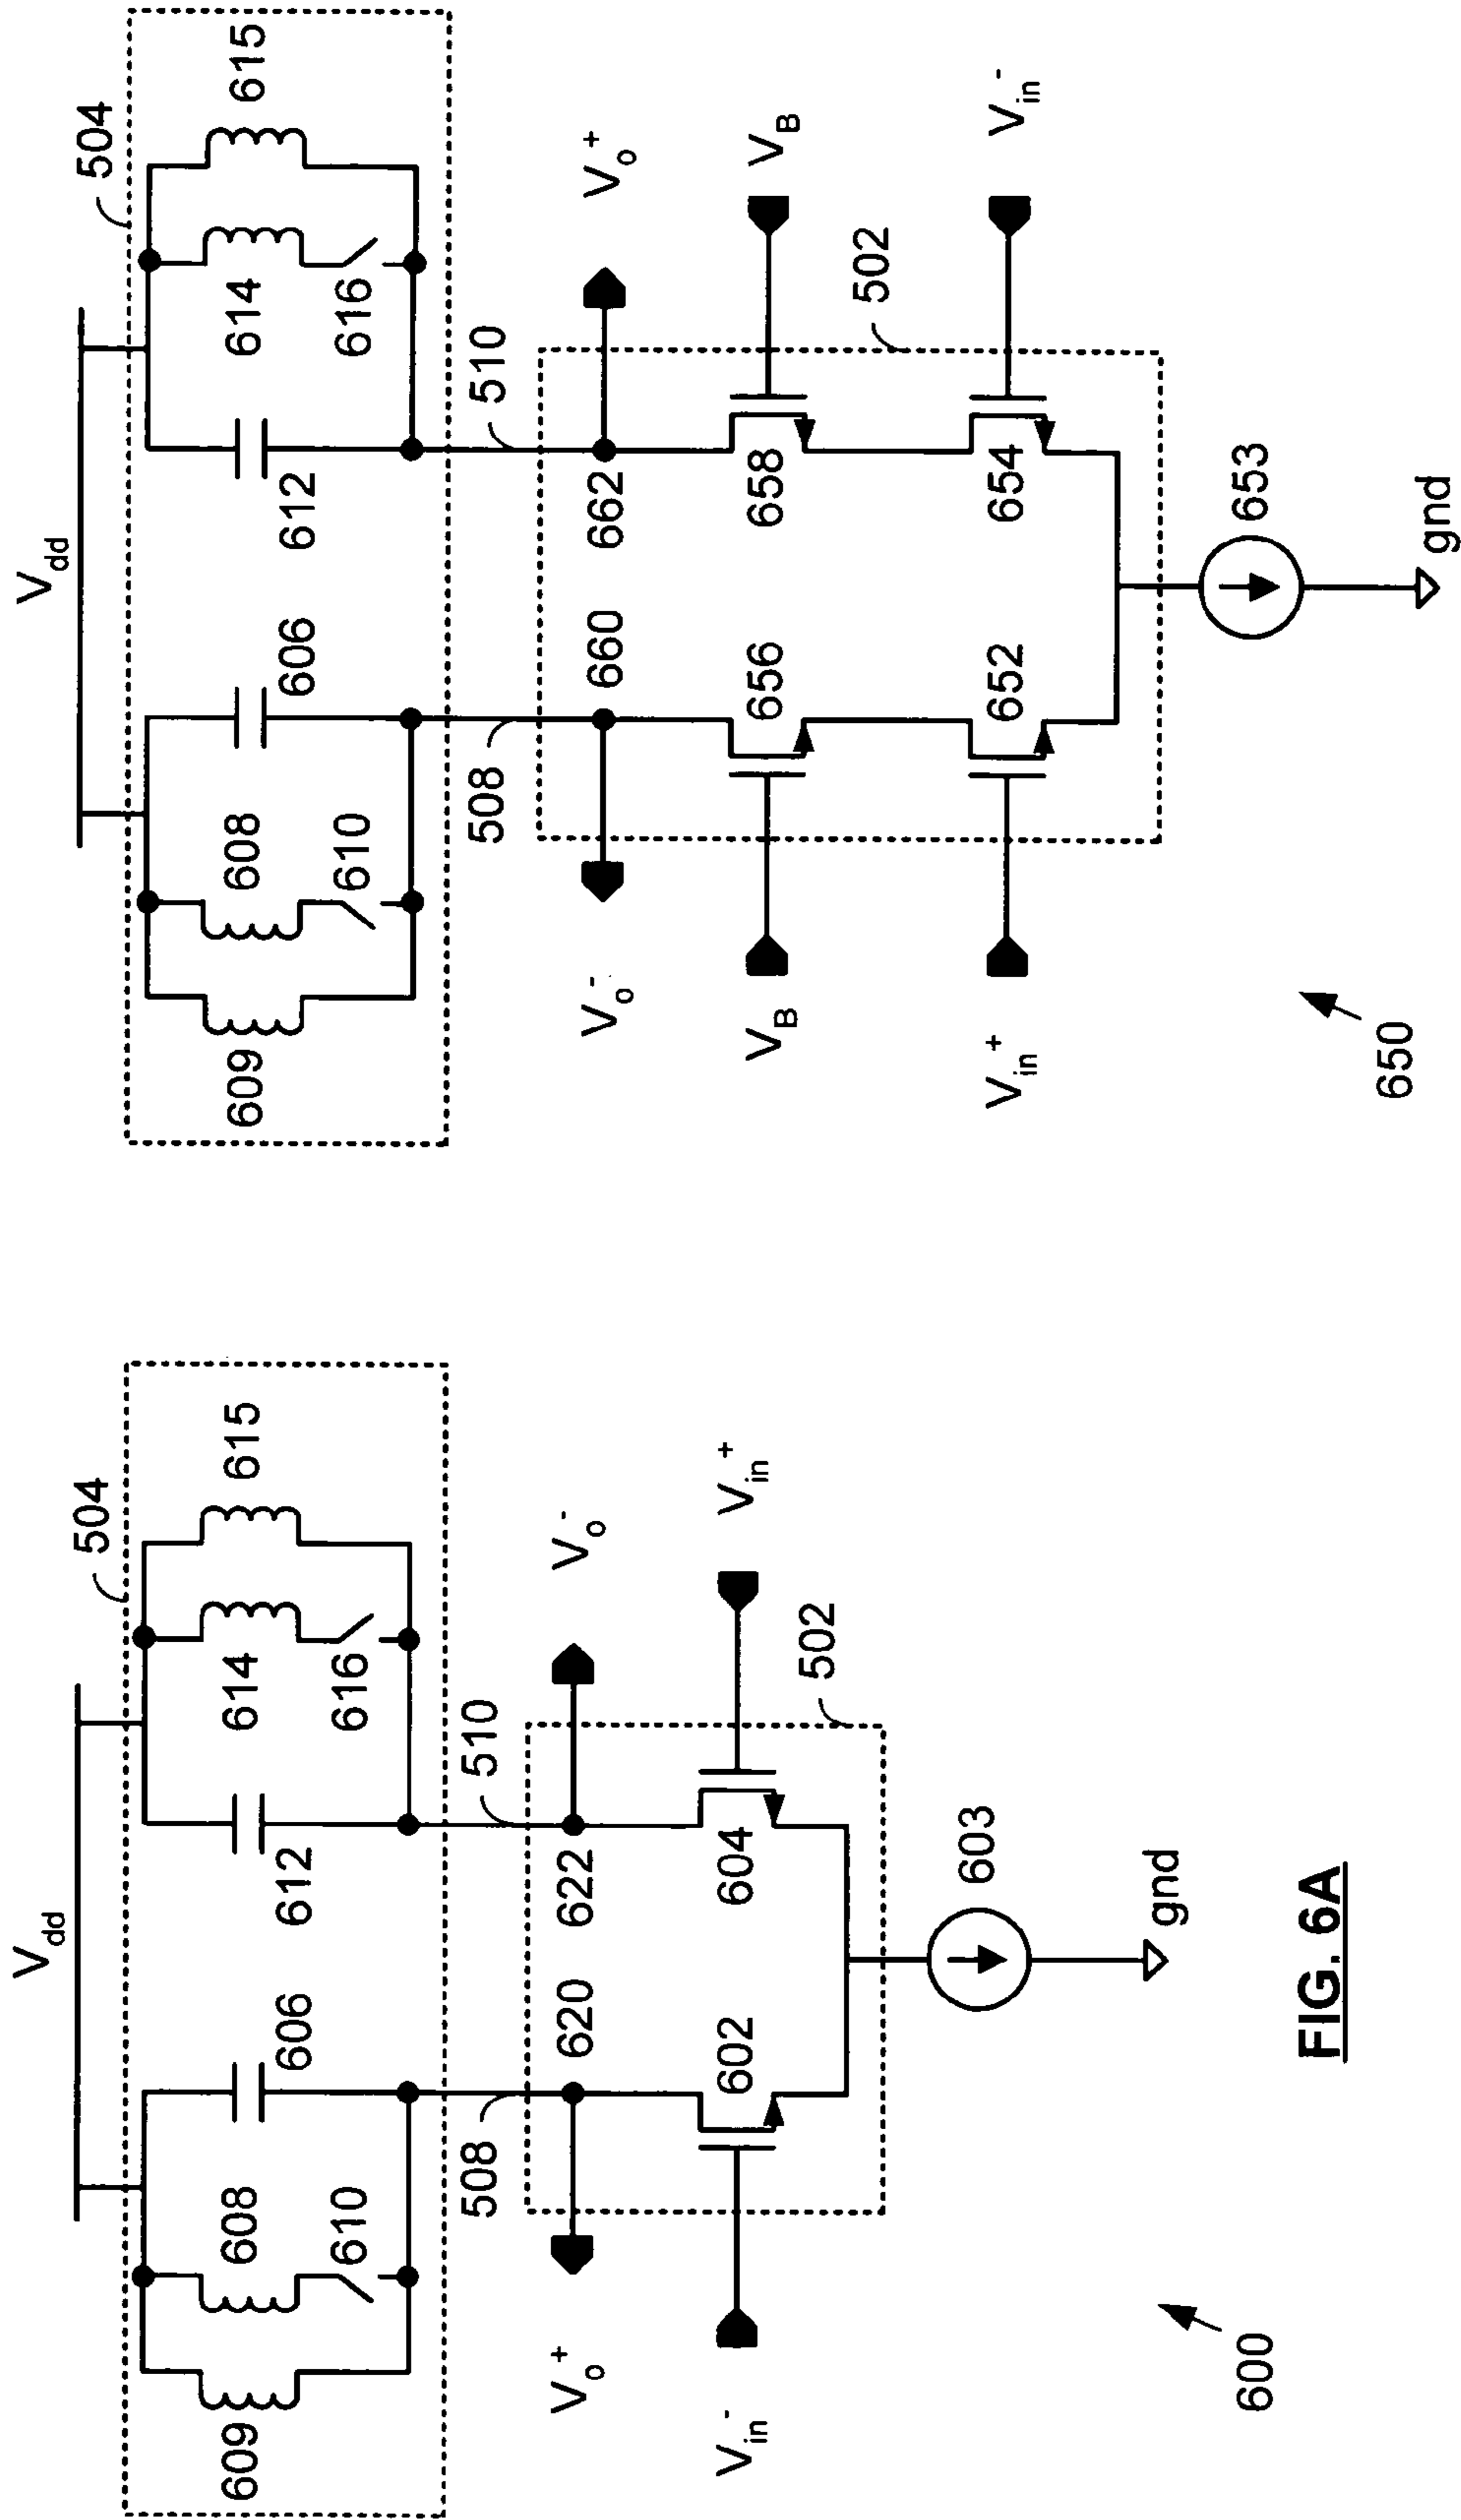 V_dd
504
609
608
610
606
612
614
616
615
508
510
V_o^+
620
622
V_o^-
V_in^-
602
604
V_in^+
502
603
gnd
600
FIG. 6A
V_dd
504
609
608
610
606
612
614
616
615
508
510
V_o^-
660
662
V_o^+
V_B
656
658
V_B
502
V_in^+
652
654
V_in^-
653
gnd
650